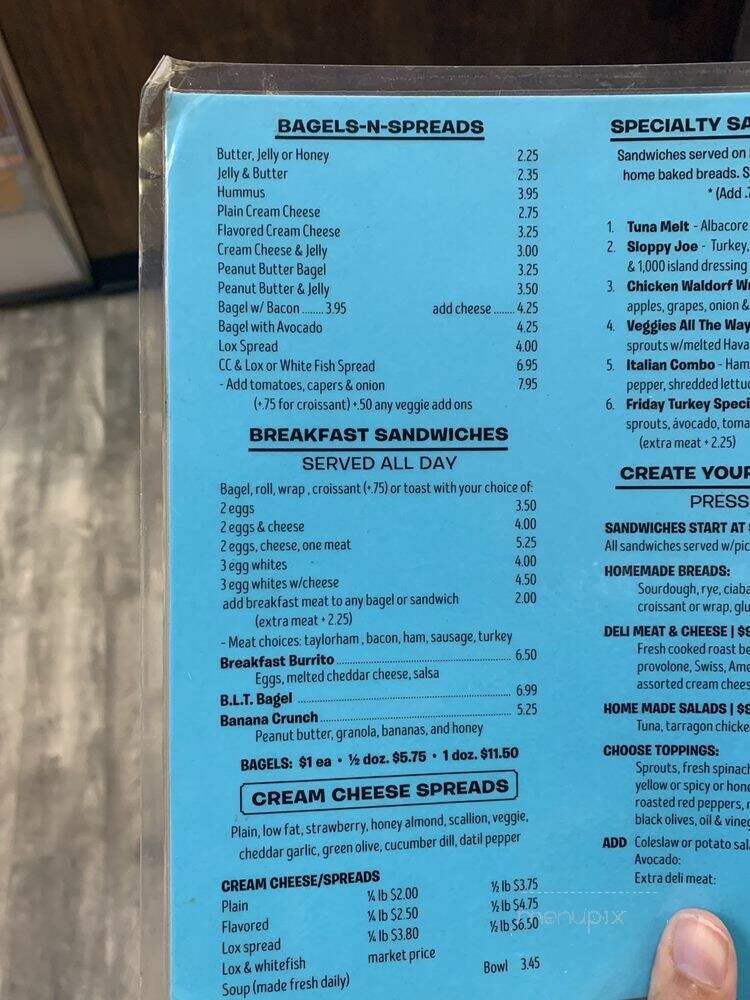 BAGELS-N-SPREADS
Butter, Jelly or Honey 2.25
Jelly & Butter 2.35
Hummus 3.95
Plain Cream Cheese 2.75
Flavored Cream Cheese 3.25
Cream Cheese & Jelly 3.00
Peanut Butter Bagel 3.25
Peanut Butter & Jelly 3.50
Bagel w/ Bacon ........ 3.95 add cheese ....... 4.25
Bagel with Avocado 4.25
Lox Spread 4.00
CC & Lox or White Fish Spread 6.95
- Add tomatoes, capers & onion 7.95
(+.75 for croissant) +.50 any veggie add ons
BREAKFAST SANDWICHES
SERVED ALL DAY
Bagel, roll, wrap , croissant (+.75) or toast with your choice of:
2 eggs 3.50
2 eggs & cheese 4.00
2 eggs, cheese, one meat 5.25
3 egg whites 4.00
3 egg whites w/cheese 4.50
add breakfast meat to any bagel or sandwich 2.00
(extra meat + 2.25)
- Meat choices: taylorham , bacon, ham, sausage, turkey
Breakfast Burrito ........ 6.50
Eggs, melted cheddar cheese, salsa
B.L.T. Bagel ........ 6.99
Banana Crunch ........ 5.25
Peanut butter, granola, bananas, and honey
BAGELS: $1 ea • ½ doz. $5.75 • 1 doz. $11.50
CREAM CHEESE SPREADS
Plain, low fat, strawberry, honey almond, scallion, veggie,
cheddar garlic, green olive, cucumber dill, datil pepper
CREAM CHEESE/SPREADS
Plain ¼ lb $2.00 ½ lb $3.75
Flavored ¼ lb $2.50 ½ lb $4.75
Lox spread ¼ lb $3.80 ½ lb $6.50
Lox & whitefish market price
Soup (made fresh daily) Bowl 3.45
SPECIALTY SA
Sandwiches served on
home baked breads. S
* (Add .
1. Tuna Melt - Albacore
2. Sloppy Joe - Turkey,
& 1,000 island dressing
3. Chicken Waldorf W
apples, grapes, onion &
4. Veggies All The Way
sprouts w/melted Hava
5. Italian Combo - Ham
pepper, shredded lettuc
6. Friday Turkey Speci
sprouts, avocado, toma
(extra meat + 2.25)
CREATE YOUR
PRESS
SANDWICHES START AT
All sandwiches served w/pic
HOMEMADE BREADS:
Sourdough, rye, ciaba
croissant or wrap, glu
DELI MEAT & CHEESE | $9
Fresh cooked roast be
provolone, Swiss, Ame
assorted cream chees
HOME MADE SALADS | $9
Tuna, tarragon chicke
CHOOSE TOPPINGS:
Sprouts, fresh spinach
yellow or spicy or hone
roasted red peppers, r
black olives, oil & vineg
ADD Coleslaw or potato sal
Avocado:
Extra deli meat:
menupix